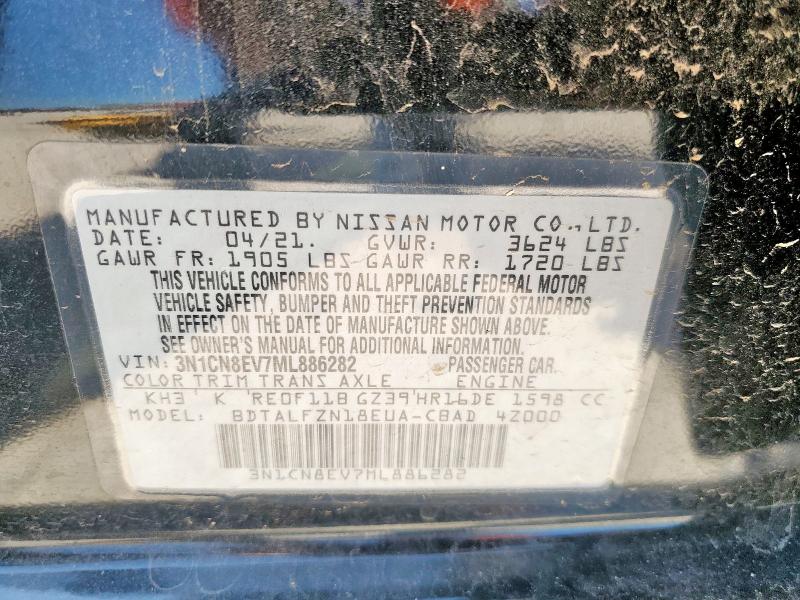 MANUFACTURED BY NISSAN MOTOR CO., LTD.
DATE: 04/21. GVWR: 3624 LBS
GAWR FR: 1905 LBS GAWR RR: 1720 LBS
THIS VEHICLE CONFORMS TO ALL APPLICABLE FEDERAL MOTOR
VEHICLE SAFETY, BUMPER AND THEFT PREVENTION STANDARDS
IN EFFECT ON THE DATE OF MANUFACTURE SHOWN ABOVE.
SEE OWNER'S MANUAL FOR ADDITIONAL INFORMATION.
VIN: 3N1CN8EV7ML886282 PASSENGER CAR.
COLOR TRIM TRANS AXLE ENGINE
KH3 K RE0F11B GZ39 HR16DE 1598 CC
MODEL: BDTALFZN18EUA-CBAD 4Z000
3N1CN8EV7ML886282